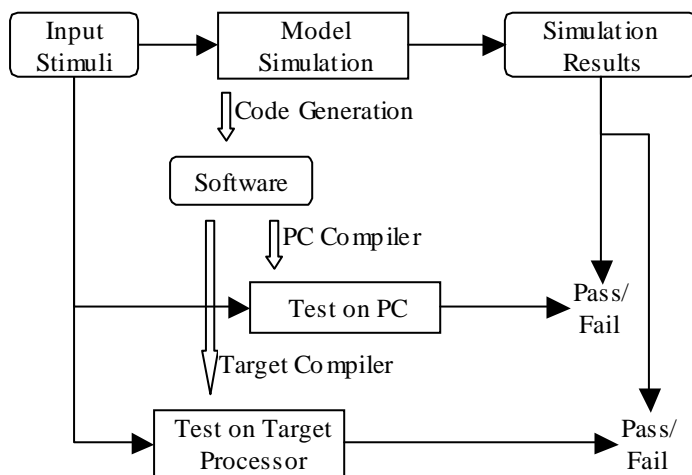 Input
Stimuli
Model
Simulation
Simulation
Results
Code Generation
Software
PC Compiler
Test on PC
Pass/
Fail
Target Compiler
Test on Target
Processor
Pass/
Fail